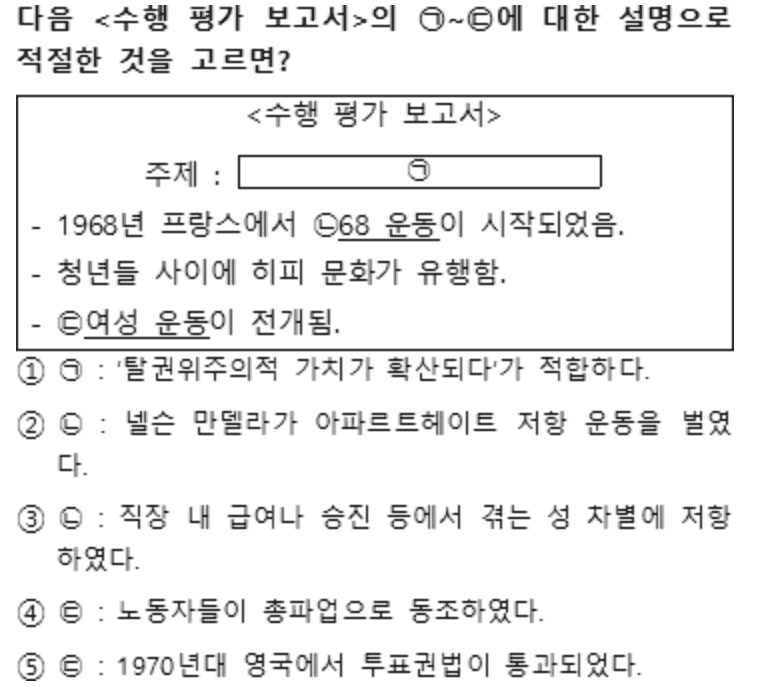 다음 <수행 평가 보고서>의 ㉠~㉢에 대한 설명으로
적절한 것을 고르면?
<수행 평가 보고서>
주제 : ㉠
- 1968년 프랑스에서 ㉡68 운동이 시작되었음.
- 청년들 사이에 히피 문화가 유행함.
- ㉢여성 운동이 전개됨.
① ㉠ : '탈권위주의적 가치가 확산되다'가 적합하다.
② ㉡ : 넬슨 만델라가 아파르트헤이트 저항 운동을 벌였
다.
③ ㉡ : 직장 내 급여나 승진 등에서 겪는 성 차별에 저항
하였다.
④ ㉢ : 노동자들이 총파업으로 동조하였다.
⑤ ㉢ : 1970년대 영국에서 투표권법이 통과되었다.